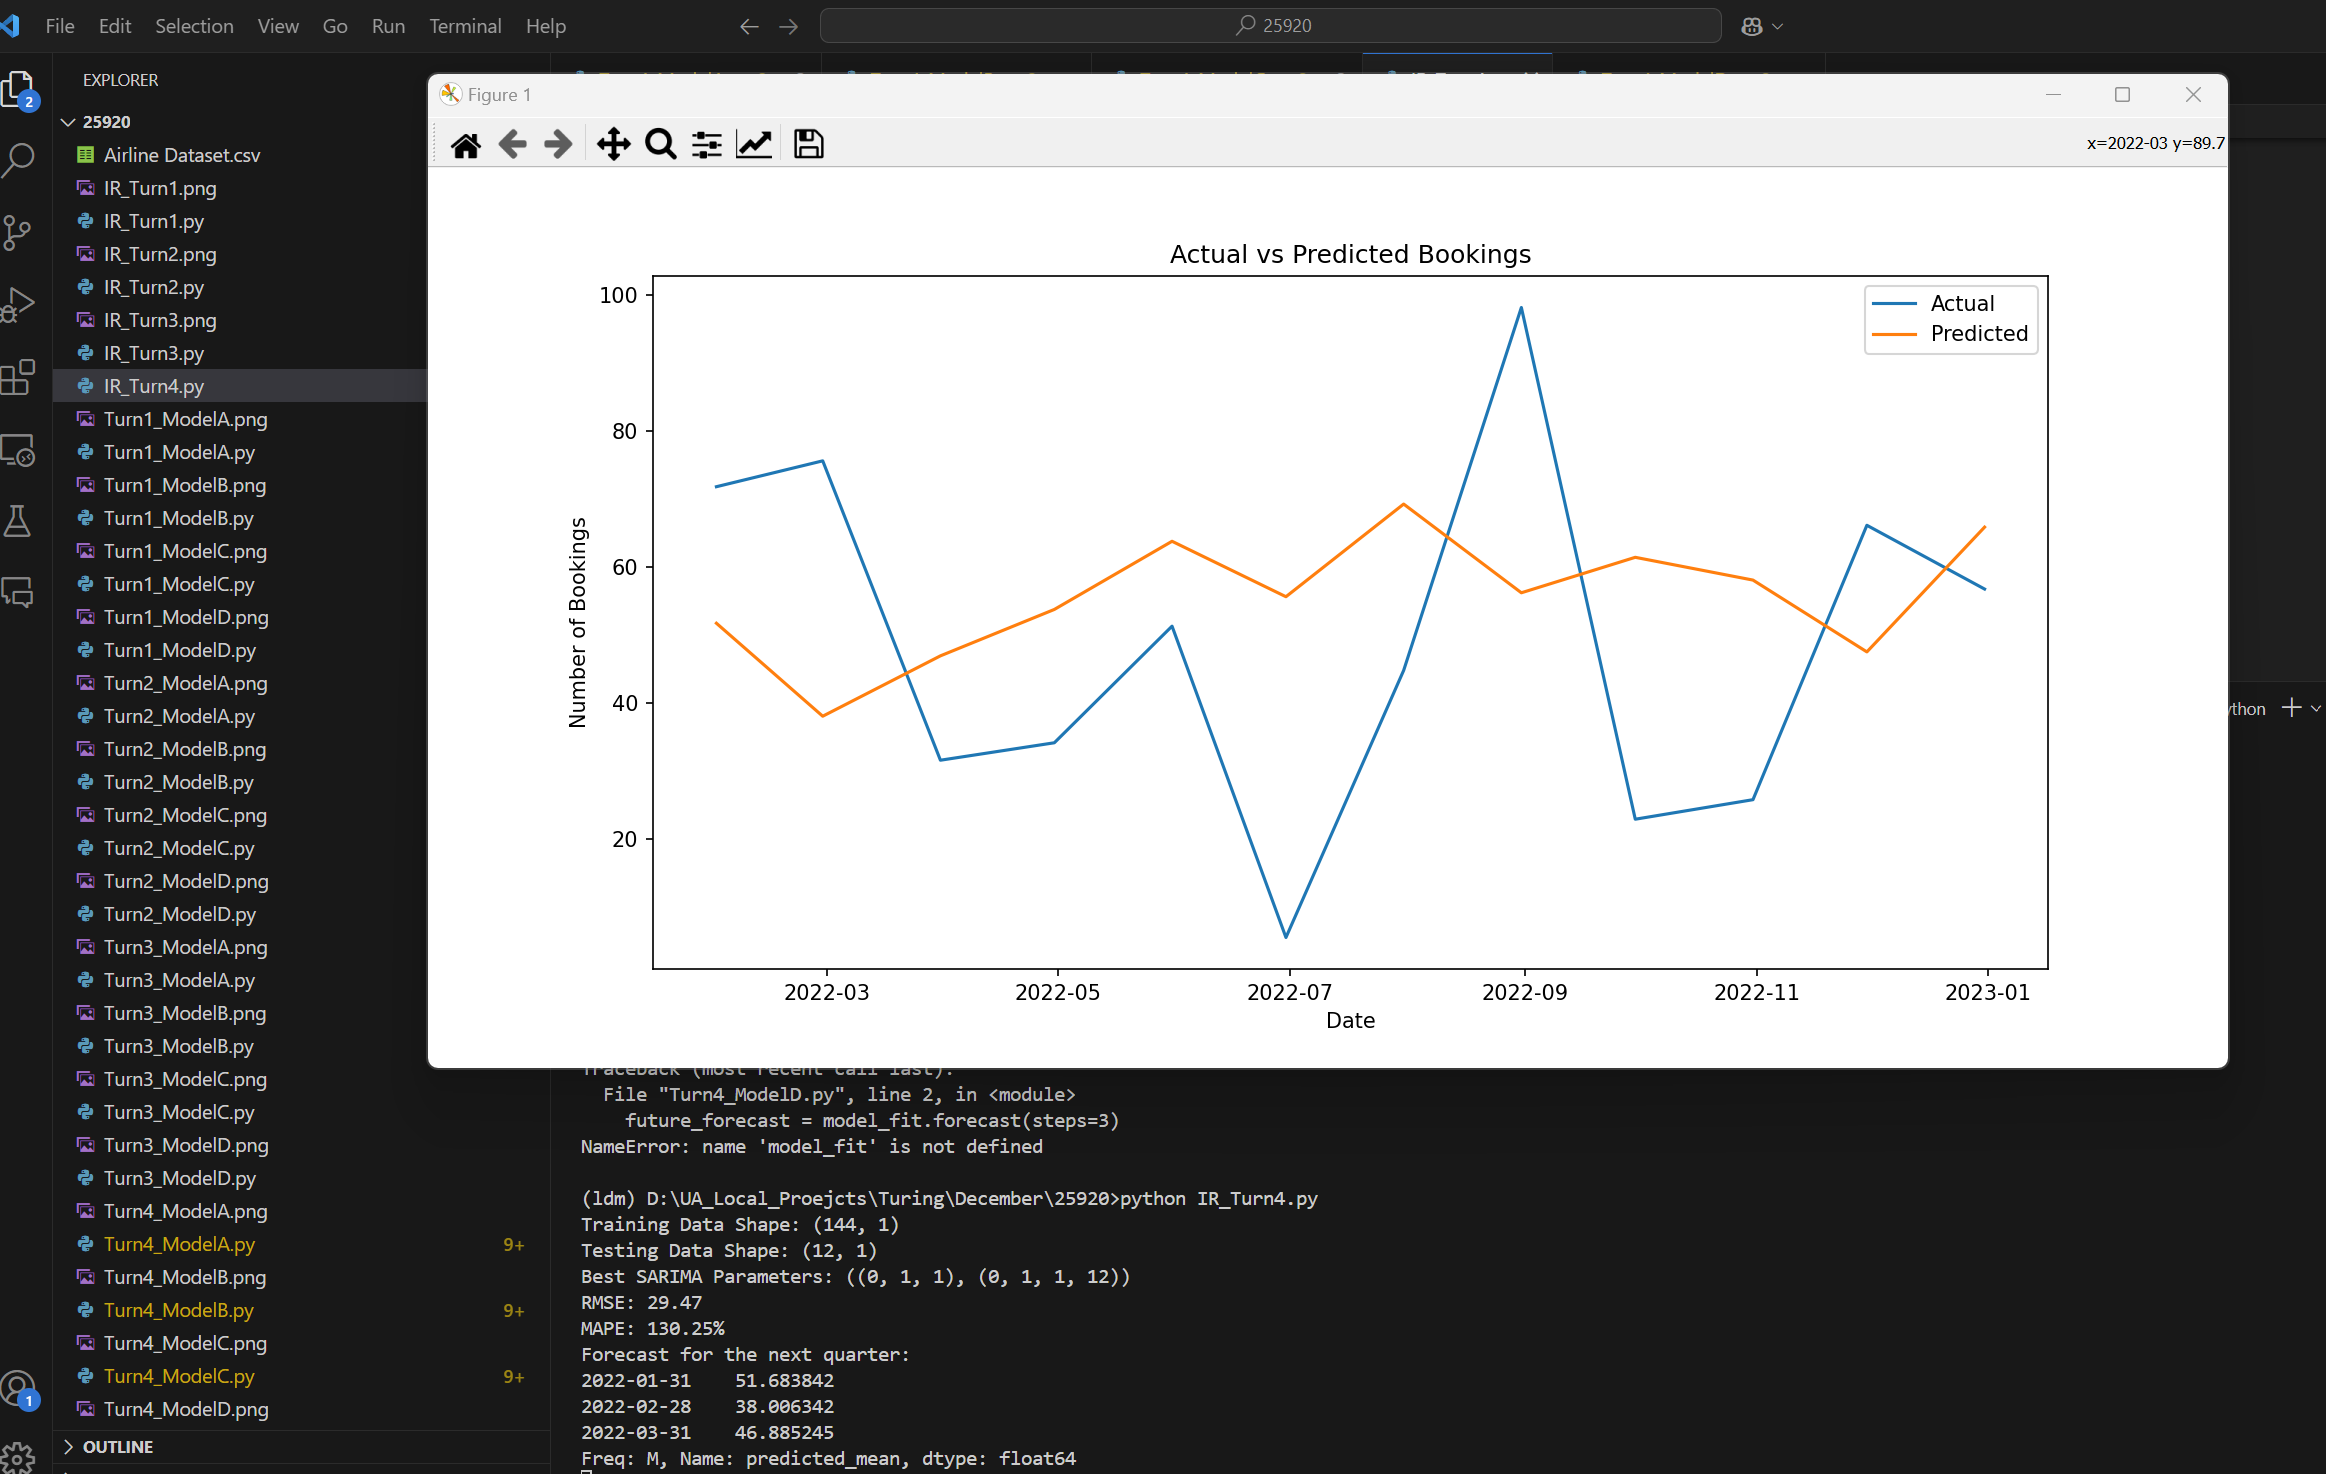 File Edit Selection View Go Run Terminal Help
25920
EXPLORER
2
25920
Airline Dataset.csv
IR_Turn1.png
IR_Turn1.py
IR_Turn2.png
IR_Turn2.py
IR_Turn3.png
IR_Turn3.py
IR_Turn4.py
Turn1_ModelA.png
Turn1_ModelA.py
Turn1_ModelB.png
Turn1_ModelB.py
Turn1_ModelC.png
Turn1_ModelC.py
Turn1_ModelD.png
Turn1_ModelD.py
Turn2_ModelA.png
Turn2_ModelA.py
Turn2_ModelB.png
Turn2_ModelB.py
Turn2_ModelC.png
Turn2_ModelC.py
Turn2_ModelD.png
Turn2_ModelD.py
Turn3_ModelA.png
Turn3_ModelA.py
Turn3_ModelB.png
Turn3_ModelB.py
Turn3_ModelC.png
Turn3_ModelC.py
Turn3_ModelD.png
Turn3_ModelD.py
Turn4_ModelA.png
Turn4_ModelA.py 9+
Turn4_ModelB.png
Turn4_ModelB.py 9+
Turn4_ModelC.png
Turn4_ModelC.py 9+
Turn4_ModelD.png
1
OUTLINE
Figure 1
x=2022-03 y=89.7
Actual vs Predicted Bookings
Actual
Predicted
Number of Bookings
100
80
60
40
20
2022-03 2022-05 2022-07 2022-09 2022-11 2023-01
Date
ython
Traceback (most recent call last):
File "Turn4_ModelD.py", line 2, in <module>
future_forecast = model_fit.forecast(steps=3)
NameError: name 'model_fit' is not defined
(ldm) D:\UA_Local_Proejcts\Turing\December\25920>python IR_Turn4.py
Training Data Shape: (144, 1)
Testing Data Shape: (12, 1)
Best SARIMA Parameters: ((0, 1, 1), (0, 1, 1, 12))
RMSE: 29.47
MAPE: 130.25%
Forecast for the next quarter:
2022-01-31 51.683842
2022-02-28 38.006342
2022-03-31 46.885245
Freq: M, Name: predicted_mean, dtype: float64